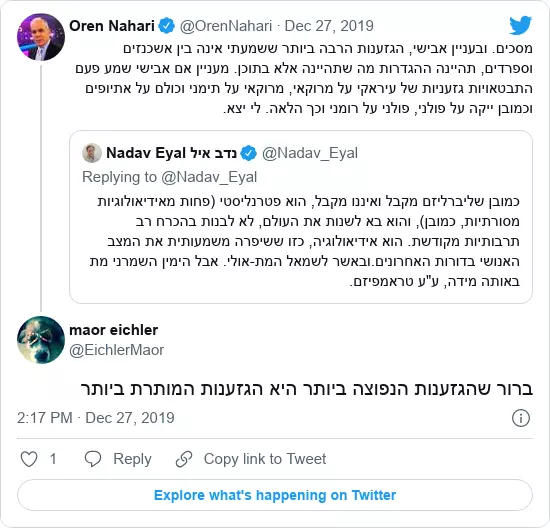 Oren Nahari @OrenNahari · Dec 27, 2019
מסכים. ובעניין אבישי, הגזענות הרבה ביותר ששמעתי אינה בין אשכנזים
וספרדים, תהיינה ההגדרות מה שתהיינה אלא בתוכן. מעניין אם אבישי שמע פעם
התבטאויות גזעניות של עיראקי על מרוקאי, מרוקאי על תימני וכולם על אתיופים
וכמובן ייקה על פולני, פולני על רומני וכך הלאה. לי יצא.
Nadav Eyal נדב איל @Nadav_Eyal
Replying to @Nadav_Eyal
כמובן שליברליזם מקבל ואיננו מקבל, הוא פטרנליסטי (פחות מאידיאולוגיות
מסורתיות, כמובן), והוא בא לשנות את העולם, לא לבנות בהכרח רב
תרבותיות מקודשת. הוא אידיאולוגיה, כזו ששיפרה משמעותית את המצב
האנושי בדורות האחרונים.ובאשר לשמאל המת-אולי. אבל הימין השמרני מת
באותה מידה, ע"ע טראמפיזם.
maor eichler
@EichlerMaor
ברור שהגזענות הנפוצה ביותר היא הגזענות המותרת ביותר
2:17 PM · Dec 27, 2019
1 Reply Copy link to Tweet
Explore what's happening on Twitter